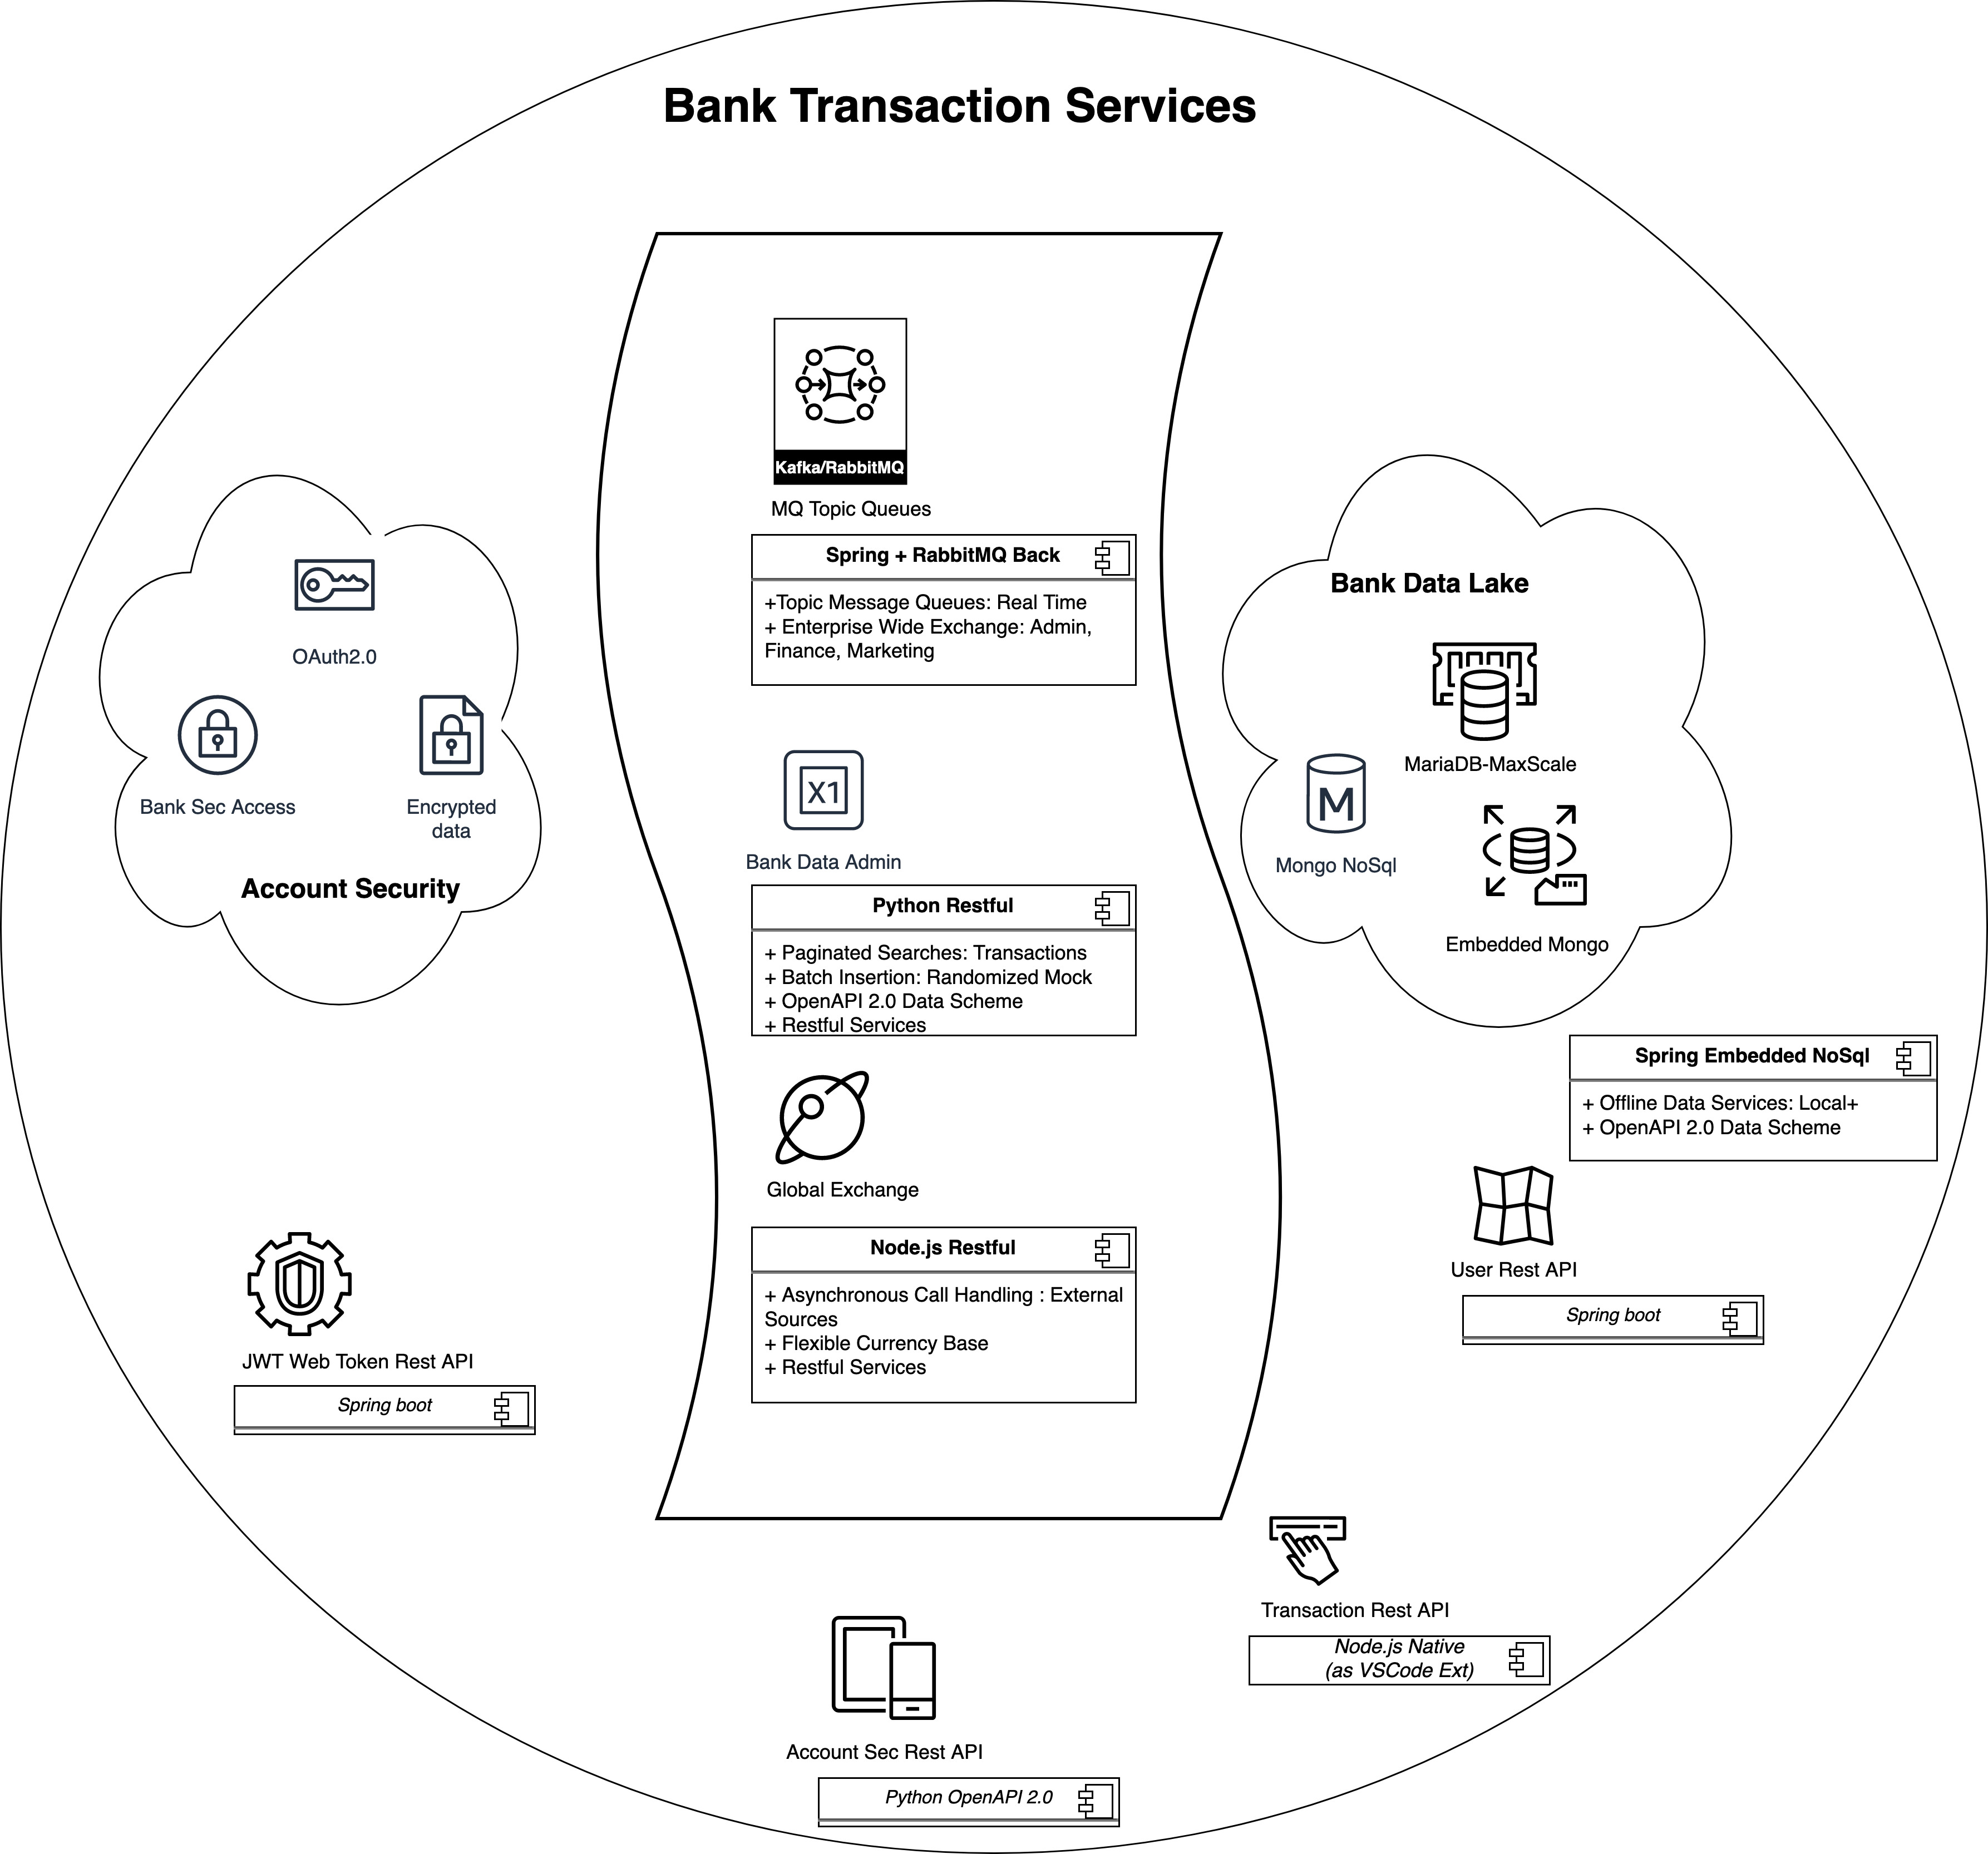 Bank Transaction Services
Kafka/RabbitMQ
MQ Topic Queues
Spring + RabbitMQ Back
+Topic Message Queues: Real Time
+ Enterprise Wide Exchange: Admin,
Finance, Marketing
OAuth2.0
Bank Sec Access
Encrypted
data
Account Security
X1
Bank Data Admin
Python Restful
+ Paginated Searches: Transactions
+ Batch Insertion: Randomized Mock
+ OpenAPI 2.0 Data Scheme
+ Restful Services
Bank Data Lake
MariaDB-MaxScale
M
Mongo NoSql
Embedded Mongo
Spring Embedded NoSql
+ Offline Data Services: Local+
+ OpenAPI 2.0 Data Scheme
Global Exchange
Node.js Restful
+ Asynchronous Call Handling : External
Sources
+ Flexible Currency Base
+ Restful Services
User Rest API
Spring boot
JWT Web Token Rest API
Spring boot
Transaction Rest API
Node.js Native
(as VSCode Ext)
Account Sec Rest API
Python OpenAPI 2.0